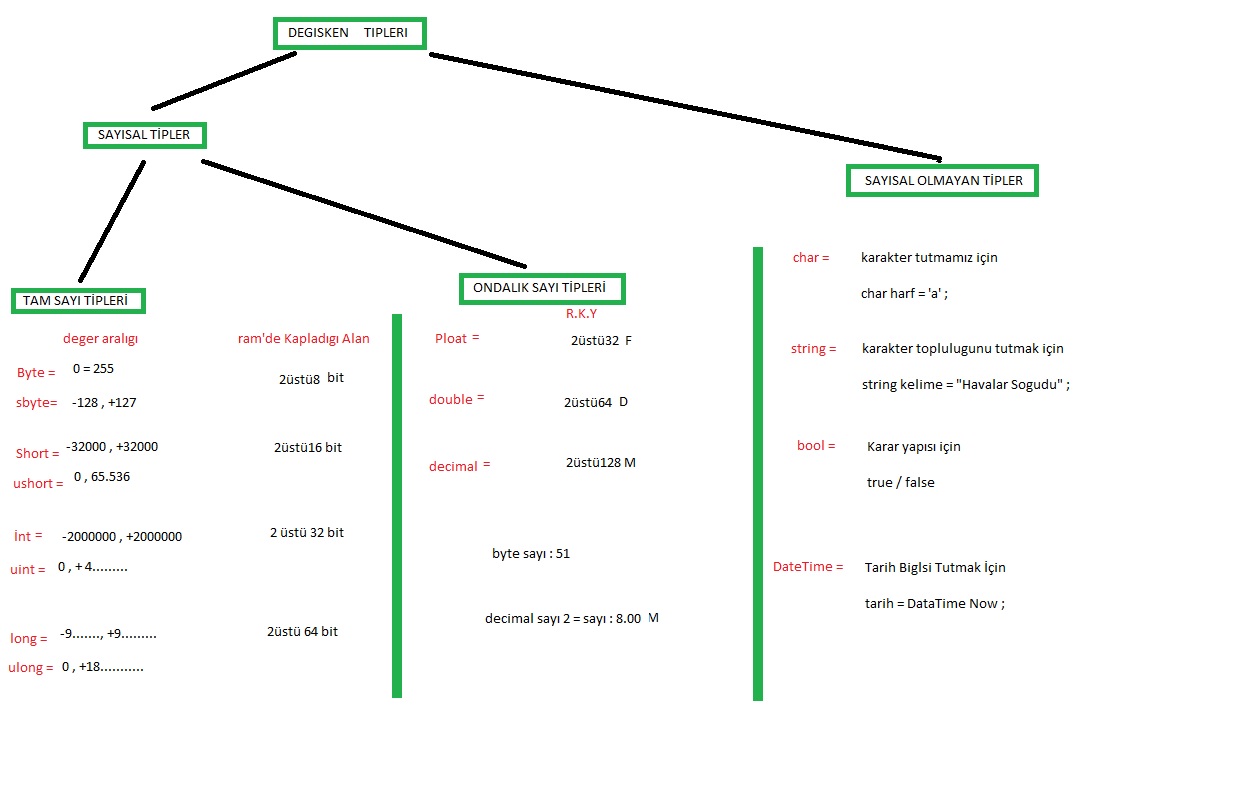 DEGISKEN TIPLERI
SAYISAL TİPLER
SAYISAL OLMAYAN TİPLER
TAM SAYI TİPLERİ
deger aralıgı
ram'de Kapladıgı Alan
Byte = 0 = 255
2üstü8 bit
sbyte= -128 , +127
Short = -32000 , +32000
2üstü16 bit
ushort = 0 , 65.536
İnt = -2000000 , +2000000
2 üstü 32 bit
uint = 0 , + 4.........
long = -9......., +9.........
2üstü 64 bit
ulong = 0 , +18...........
ONDALIK SAYI TİPLERİ
R.K.Y
Ploat = 2üstü32 F
double = 2üstü64 D
decimal = 2üstü128 M
byte sayı : 51
decimal sayı 2 = sayı : 8.00 M
char = karakter tutmamız için
char harf = 'a' ;
string = karakter toplulugunu tutmak için
string kelime = "Havalar Sogudu" ;
bool = Karar yapısı için
true / false
DateTime = Tarih Biglsi Tutmak İçin
tarih = DataTime Now ;